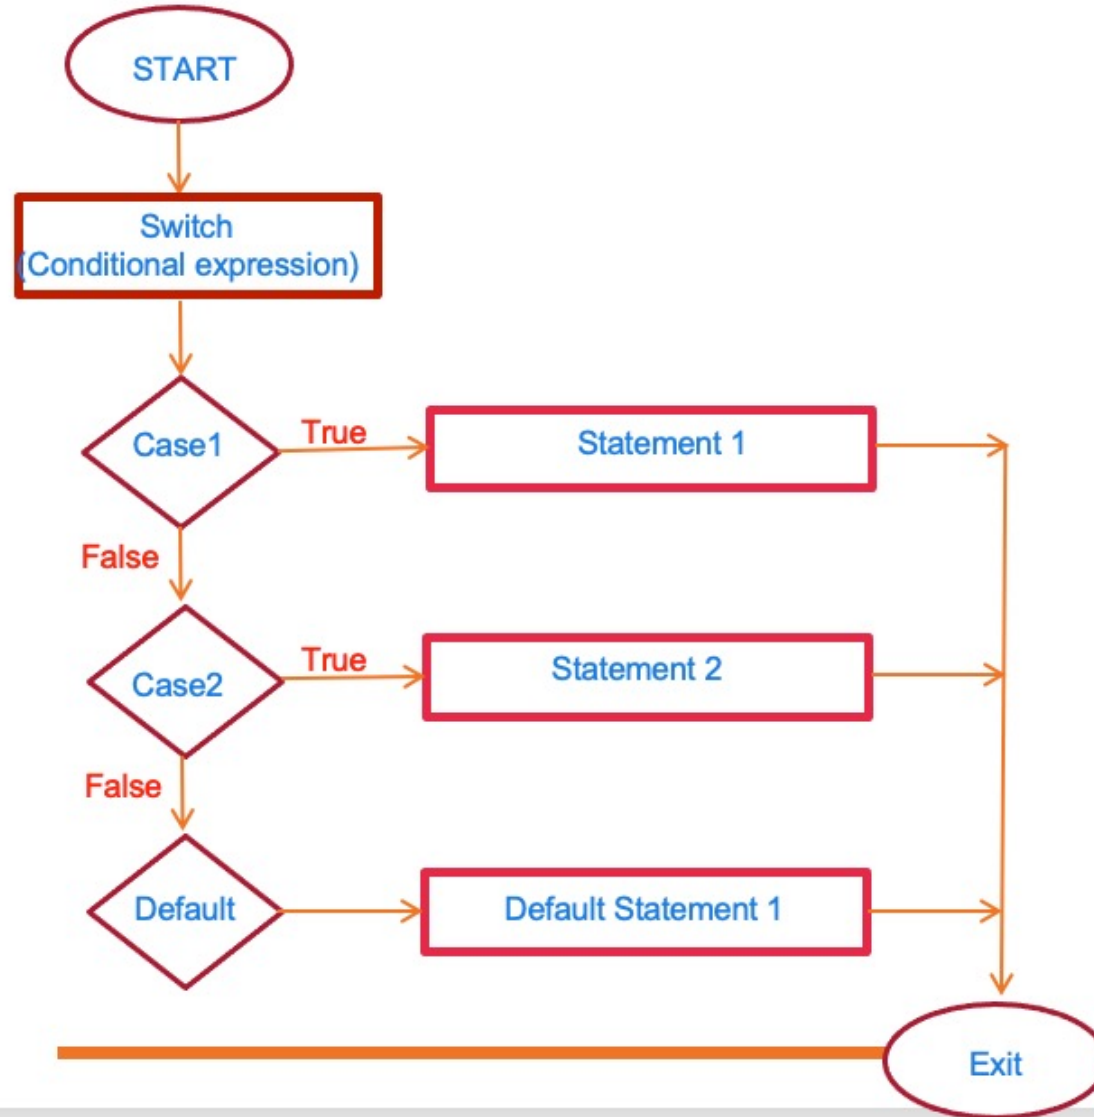 START
Switch
(Conditional expression)
Case1
True
Statement 1
False
Case2
True
Statement 2
False
Default
Default Statement 1
Exit